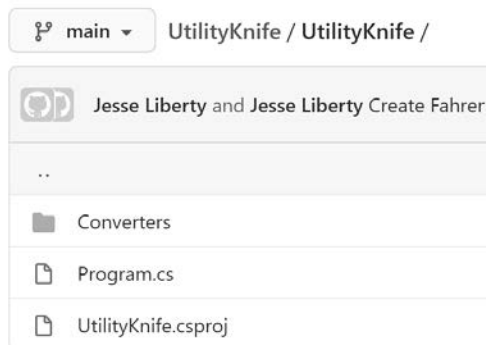 main UtilityKnife / UtilityKnife /
Jesse Liberty and Jesse Liberty Create Fahrer
..
Converters
Program.cs
UtilityKnife.csproj